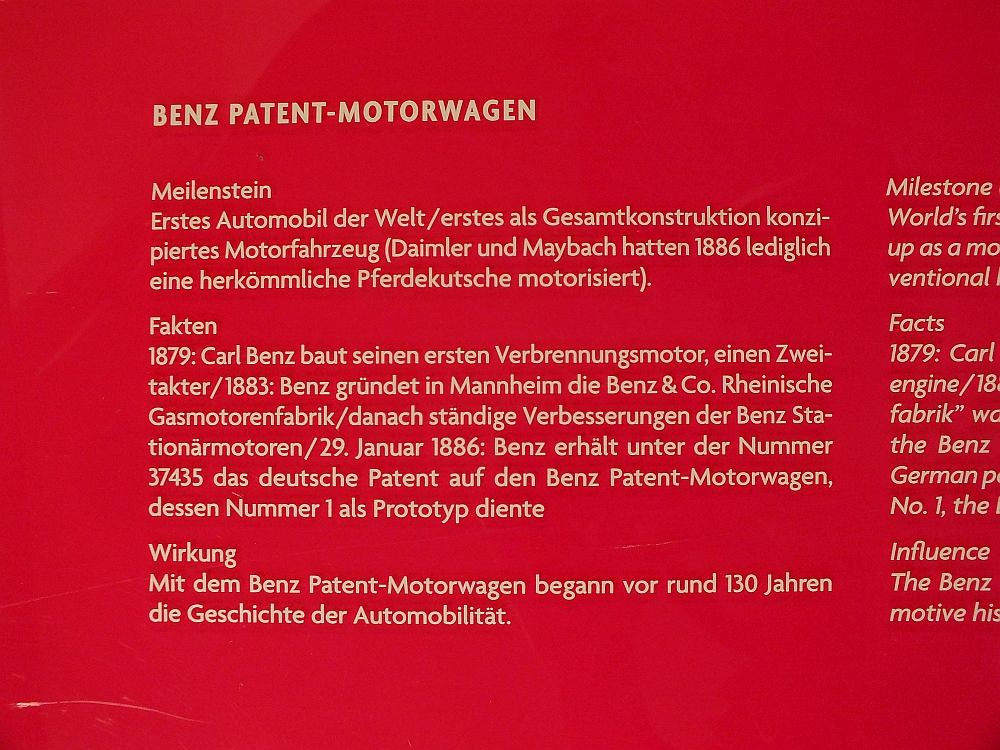 BENZ PATENT-MOTORWAGEN
Meilenstein
Erstes Automobil der Welt/erstes als Gesamtkonstruktion konzi-
piertes Motorfahrzeug (Daimler und Maybach hatten 1886 lediglich
eine herkömmliche Pferdekutsche motorisiert).
Fakten
1879: Carl Benz baut seinen ersten Verbrennungsmotor, einen Zwei-
takter/1883: Benz gründet in Mannheim die Benz & Co. Rheinische
Gasmotorenfabrik/danach ständige Verbesserungen der Benz Sta-
tionärmotoren/29. Januar 1886: Benz erhält unter der Nummer
37435 das deutsche Patent auf den Benz Patent-Motorwagen,
dessen Nummer 1 als Prototyp diente
Wirkung
Mit dem Benz Patent-Motorwagen begann vor rund 130 Jahren
die Geschichte der Automobilität.
Milestone
World's firs
up as a mo
ventional
Facts
1879: Carl
engine/188
fabrik" wa
the Benz
German pa
No. 1, the
Influence
The Benz
motive his